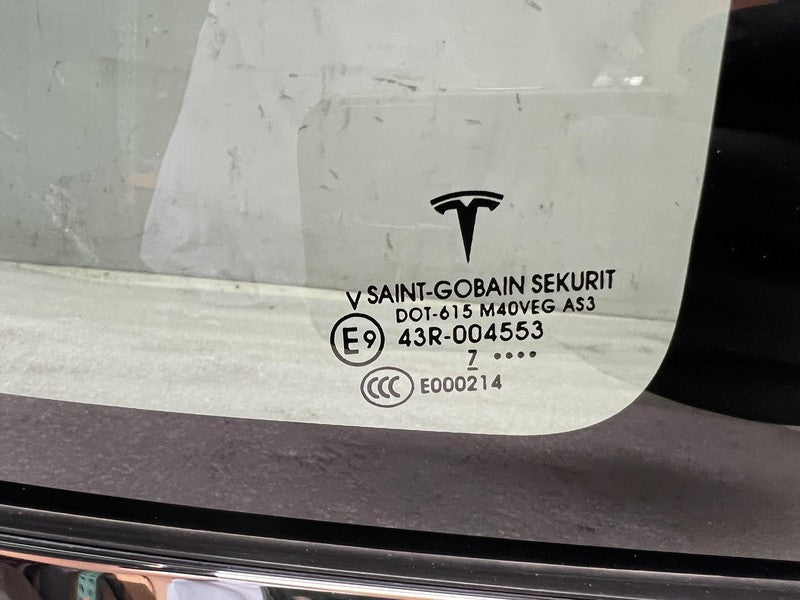 V SAINT-GOBAIN SEKURIT
DOT-615 M40VEG AS3
E9 43R-004553
7 ••••
CCC E000214